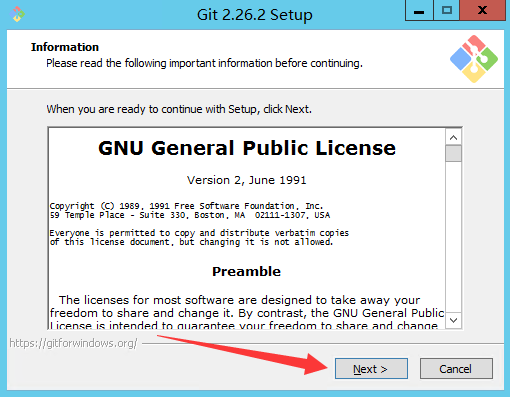 Git 2.26.2 Setup
Information
Please read the following important information before continuing.
When you are ready to continue with Setup, click Next.
GNU General Public License
Version 2, June 1991
Copyright (C) 1989, 1991 Free Software Foundation, Inc.
59 Temple Place - Suite 330, Boston, MA  02111-1307, USA
Everyone is permitted to copy and distribute verbatim copies
of this license document, but changing it is not allowed.
Preamble
The licenses for most software are designed to take away your
freedom to share and change it. By contrast, the GNU General Public
License is intended to guarantee your freedom to share and change
https://gitforwindows.org/
Next >
Cancel